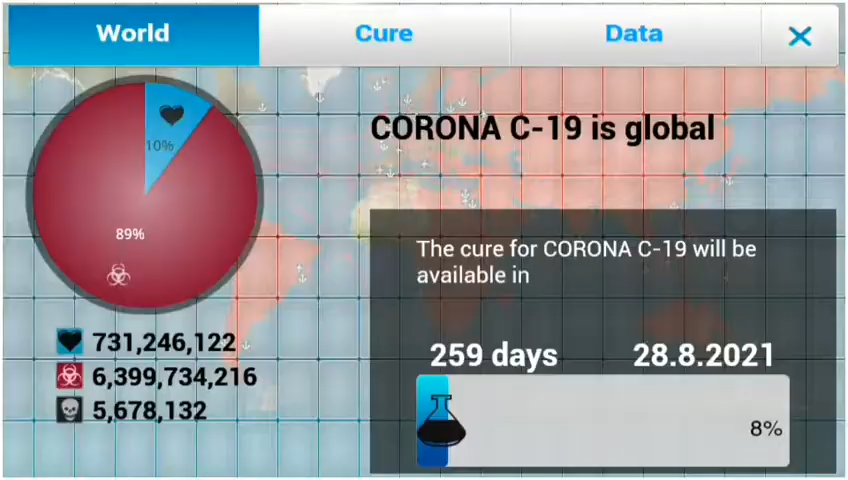 World
Cure
Data
10%
89%
731,246,122
6,399,734,216
5,678,132
CORONA C-19 is global
The cure for CORONA C-19 will be
available in
259 days 28.8.2021
8%